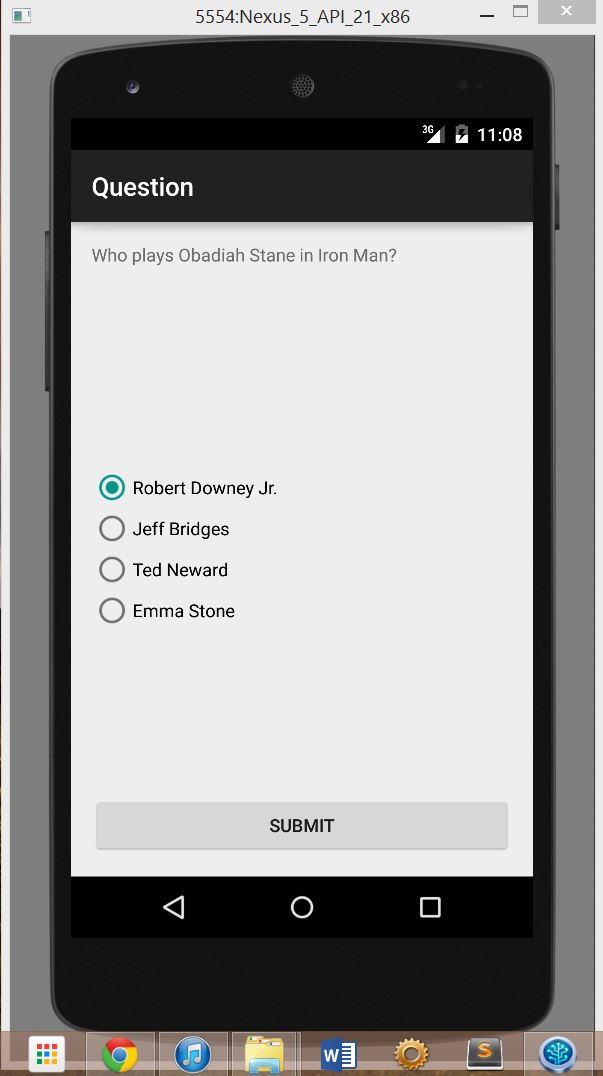 5554:Nexus_5_API_21_x86
3G 11:08
Question
Who plays Obadiah Stane in Iron Man?
Robert Downey Jr.
Jeff Bridges
Ted Neward
Emma Stone
SUBMIT
W
S